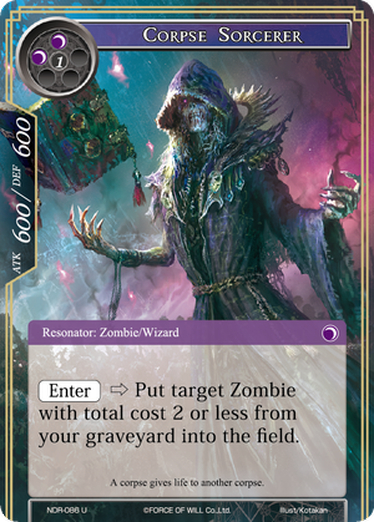 Corpse Sorcerer
1
ATK 600 / DEF 600
Resonator: Zombie/Wizard
Enter ⇨ Put target Zombie
with total cost 2 or less from
your graveyard into the field.
A corpse gives life to another corpse.
NDR-086 U ©FORCE OF WILL Co.,Ltd. Illust/Kotakan